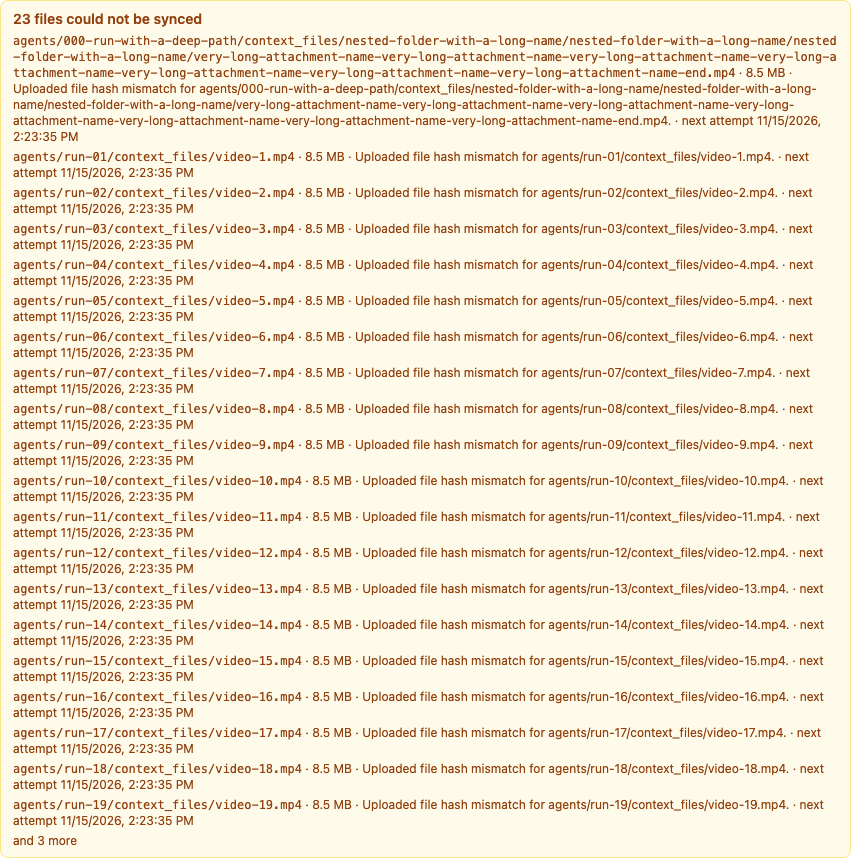 23 files could not be synced
agents/000-run-with-a-deep-path/context_files/nested-folder-with-a-long-name/nested-folder-with-a-long-name/nested
-folder-with-a-long-name/very-long-attachment-name-very-long-attachment-name-very-long-attachment-name-very-long-a
ttachment-name-very-long-attachment-name-very-long-attachment-name-very-long-attachment-name-end.mp4 · 8.5 MB ·
Uploaded file hash mismatch for agents/000-run-with-a-deep-path/context_files/nested-folder-with-a-long-name/nested-folder-with-a-long-
name/nested-folder-with-a-long-name/very-long-attachment-name-very-long-attachment-name-very-long-attachment-name-very-long-
attachment-name-very-long-attachment-name-very-long-attachment-name-very-long-attachment-name-end.mp4. · next attempt 11/15/2026,
2:23:35 PM
agents/run-01/context_files/video-1.mp4 · 8.5 MB · Uploaded file hash mismatch for agents/run-01/context_files/video-1.mp4. · next
attempt 11/15/2026, 2:23:35 PM
agents/run-02/context_files/video-2.mp4 · 8.5 MB · Uploaded file hash mismatch for agents/run-02/context_files/video-2.mp4. · next
attempt 11/15/2026, 2:23:35 PM
agents/run-03/context_files/video-3.mp4 · 8.5 MB · Uploaded file hash mismatch for agents/run-03/context_files/video-3.mp4. · next
attempt 11/15/2026, 2:23:35 PM
agents/run-04/context_files/video-4.mp4 · 8.5 MB · Uploaded file hash mismatch for agents/run-04/context_files/video-4.mp4. · next
attempt 11/15/2026, 2:23:35 PM
agents/run-05/context_files/video-5.mp4 · 8.5 MB · Uploaded file hash mismatch for agents/run-05/context_files/video-5.mp4. · next
attempt 11/15/2026, 2:23:35 PM
agents/run-06/context_files/video-6.mp4 · 8.5 MB · Uploaded file hash mismatch for agents/run-06/context_files/video-6.mp4. · next
attempt 11/15/2026, 2:23:35 PM
agents/run-07/context_files/video-7.mp4 · 8.5 MB · Uploaded file hash mismatch for agents/run-07/context_files/video-7.mp4. · next
attempt 11/15/2026, 2:23:35 PM
agents/run-08/context_files/video-8.mp4 · 8.5 MB · Uploaded file hash mismatch for agents/run-08/context_files/video-8.mp4. · next
attempt 11/15/2026, 2:23:35 PM
agents/run-09/context_files/video-9.mp4 · 8.5 MB · Uploaded file hash mismatch for agents/run-09/context_files/video-9.mp4. · next
attempt 11/15/2026, 2:23:35 PM
agents/run-10/context_files/video-10.mp4 · 8.5 MB · Uploaded file hash mismatch for agents/run-10/context_files/video-10.mp4. · next
attempt 11/15/2026, 2:23:35 PM
agents/run-11/context_files/video-11.mp4 · 8.5 MB · Uploaded file hash mismatch for agents/run-11/context_files/video-11.mp4. · next
attempt 11/15/2026, 2:23:35 PM
agents/run-12/context_files/video-12.mp4 · 8.5 MB · Uploaded file hash mismatch for agents/run-12/context_files/video-12.mp4. · next
attempt 11/15/2026, 2:23:35 PM
agents/run-13/context_files/video-13.mp4 · 8.5 MB · Uploaded file hash mismatch for agents/run-13/context_files/video-13.mp4. · next
attempt 11/15/2026, 2:23:35 PM
agents/run-14/context_files/video-14.mp4 · 8.5 MB · Uploaded file hash mismatch for agents/run-14/context_files/video-14.mp4. · next
attempt 11/15/2026, 2:23:35 PM
agents/run-15/context_files/video-15.mp4 · 8.5 MB · Uploaded file hash mismatch for agents/run-15/context_files/video-15.mp4. · next
attempt 11/15/2026, 2:23:35 PM
agents/run-16/context_files/video-16.mp4 · 8.5 MB · Uploaded file hash mismatch for agents/run-16/context_files/video-16.mp4. · next
attempt 11/15/2026, 2:23:35 PM
agents/run-17/context_files/video-17.mp4 · 8.5 MB · Uploaded file hash mismatch for agents/run-17/context_files/video-17.mp4. · next
attempt 11/15/2026, 2:23:35 PM
agents/run-18/context_files/video-18.mp4 · 8.5 MB · Uploaded file hash mismatch for agents/run-18/context_files/video-18.mp4. · next
attempt 11/15/2026, 2:23:35 PM
agents/run-19/context_files/video-19.mp4 · 8.5 MB · Uploaded file hash mismatch for agents/run-19/context_files/video-19.mp4. · next
attempt 11/15/2026, 2:23:35 PM
and 3 more